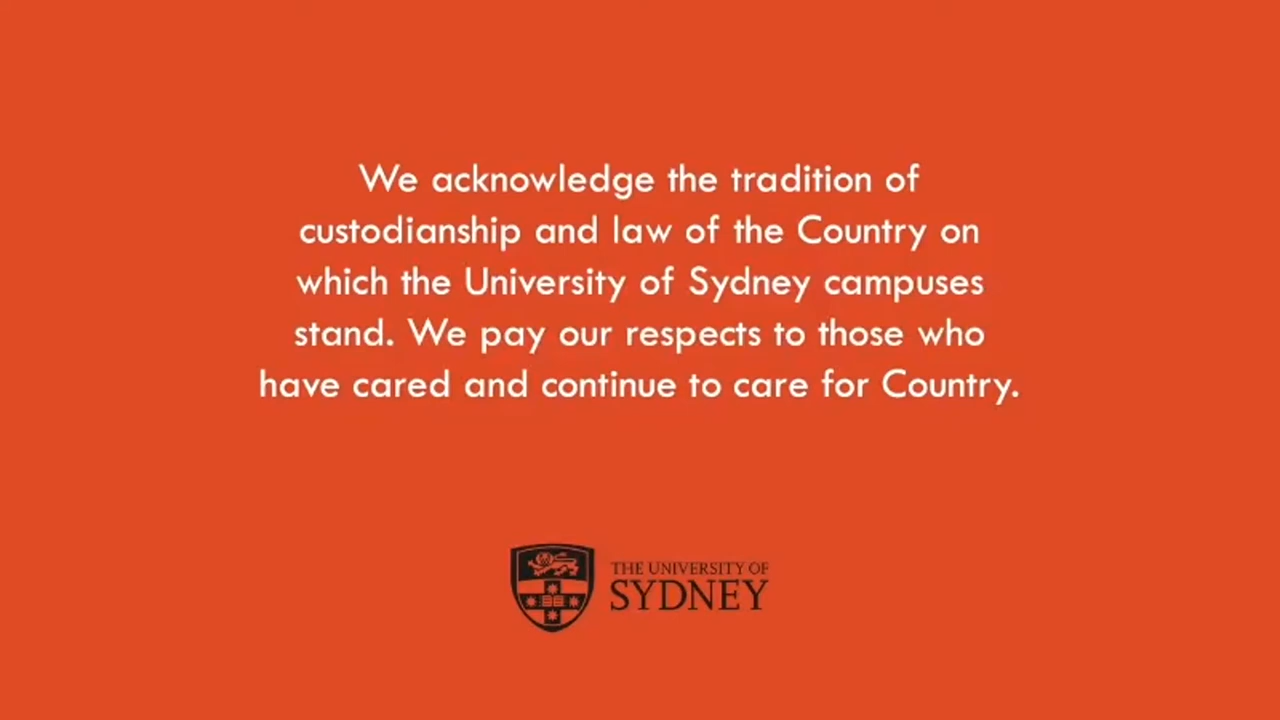 We acknowledge the tradition of
custodianship and law of the Country on
which the University of Sydney campuses
stand. We pay our respects to those who
have cared and continue to care for Country.
THE UNIVERSITY OF
SYDNEY